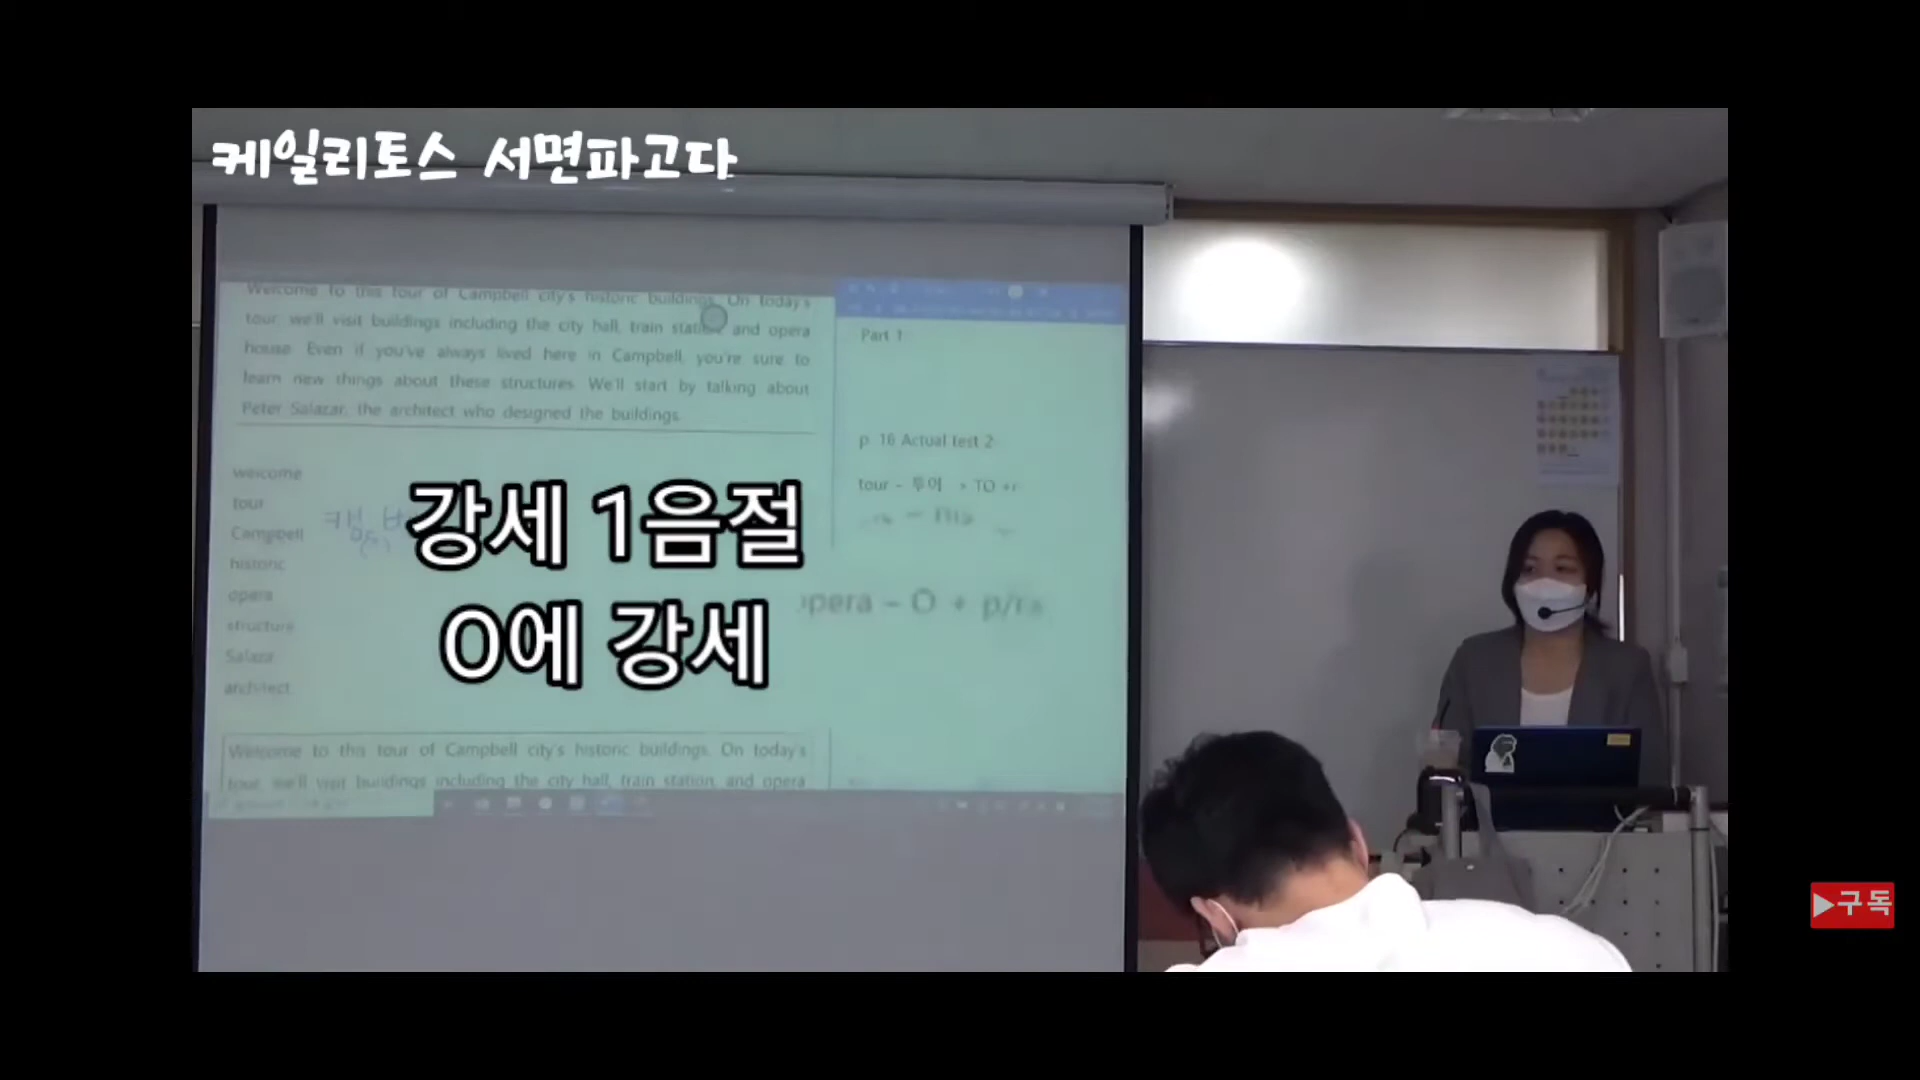 케일리토스 서면파고다
Welcome to this tour of Campbell city's historic buildings. On today's
tour, we'll visit buildings including the city hall, train station, and opera
house. Even if you've always lived here in Campbell, you're sure to
learn new things about these structures. We'll start by talking about
Peter Salazar, the architect who designed the buildings.
welcome
tour
Campbell
historic
opera
structure
Salazar
architect
강세 1음절
O에 강세
Part 1
p. 16 Actual test 2
tour - 투어
opera - O + p/ra
Welcome to this tour of Campbell city's historic buildings. On today's
tour, we'll visit buildings including the city hall, train station, and opera
구독